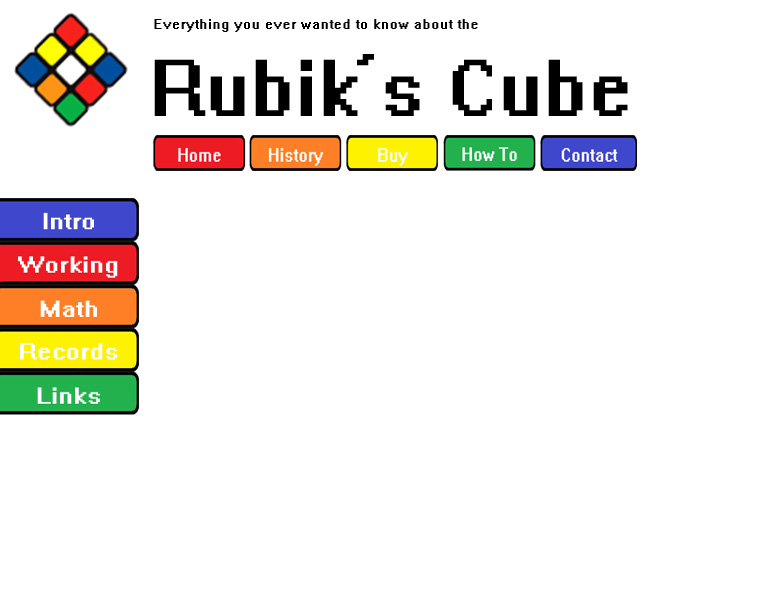 Everything you ever wanted to know about the
Rubik´s Cube
Home History Buy How To Contact
Intro
Working
Math
Records
Links